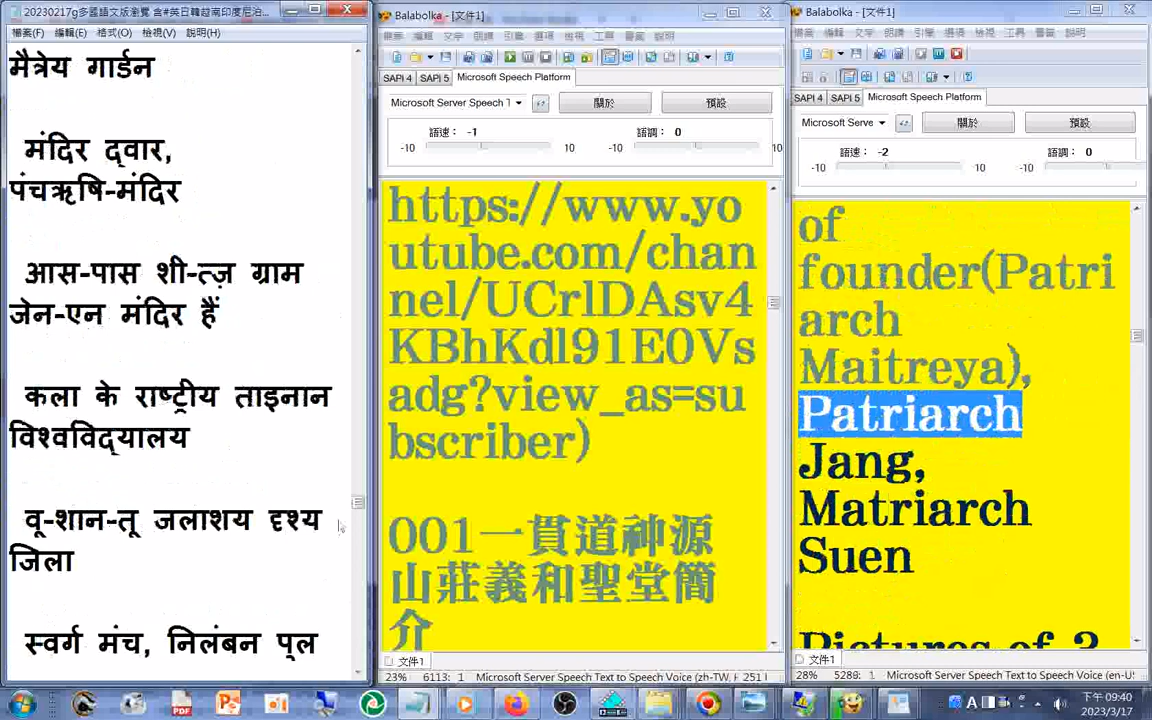 20230217g多國語文版瀏覽 含#英日韓越南印度尼泊...
檔案(F) 編輯(E) 格式(O) 檢視(V) 說明(H)
मैत्रेय गार्डन
मंदिर द्वार,
पंचऋषि-मंदिर
आस-पास शी-त्ज़ ग्राम
जेन-एन मंदिर हैं
कला के राष्ट्रीय ताइनान
विश्वविद्यालय
वू-शान-तू जलाशय दृश्य
जिला
स्वर्ग मंच, निलंबन प्ल
Balabolka - [文件1]
SAPI 4 SAPI 5 Microsoft Speech Platform
Microsoft Server Speech T 關於 預設
語速： -1 語調： 0
-10 10 -10 10
https://www.yo
utube.com/chan
nel/UCrlDAsv4
KBhKdl91E0Vs
adg?view_as=su
bscriber)
001一貫道神源
山莊義和聖堂簡
介
文件1
23% 6113: 1 Microsoft Server Speech Text to Speech Voice (zh-TW, 251
Balabolka - [文件1]
SAPI 4 SAPI 5 Microsoft Speech Platform
Microsoft Serve 關於 預設
語速： -2 語調： 0
-10 10 -10
of
founder(Patri
arch
Maitreya),
Patriarch
Jang,
Matriarch
Suen
Pictures of 3
文件1
28% 5289: 1 Microsoft Server Speech Text to Speech Voice (en-U
下午 09:40
2023/3/17